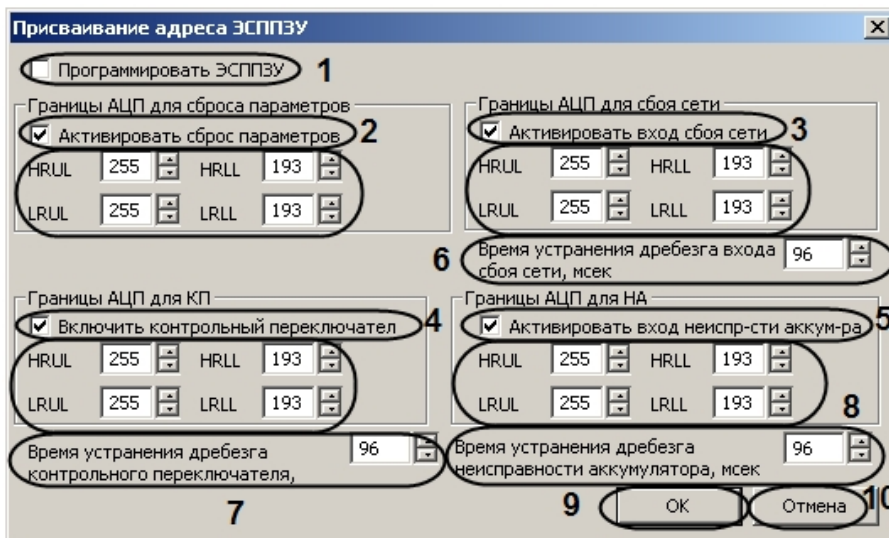 Присваивание адреса ЭСППЗУ
Программировать ЭСППЗУ 1
Границы АЦП для сброса параметров
Активировать сброс параметров 2
HRUL 255 HRLL 193
LRUL 255 LRLL 193
Границы АЦП для сбоя сети
Активировать вход сбоя сети 3
HRUL 255 HRLL 193
LRUL 255 LRLL 193
6 Время устранения дребезга входа 96
сбоя сети, мсек
Границы АЦП для КП
Включить контрольный переключател 4
HRUL 255 HRLL 193
LRUL 255 LRLL 193
Время устранения дребезга 96
контрольного переключателя,
7
Границы АЦП для НА
Активировать вход неиспр-сти аккум-ра 5
HRUL 255 HRLL 193
LRUL 255 LRLL 193
8
Время устранения дребезга 96
неисправности аккумулятора, мсек
9 OK Отмена 10